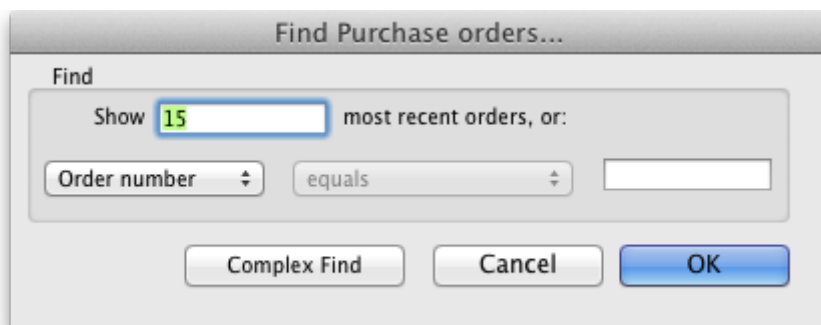 Find Purchase orders...
Find
Show 15 most recent orders, or:
Order number equals
Complex Find Cancel OK